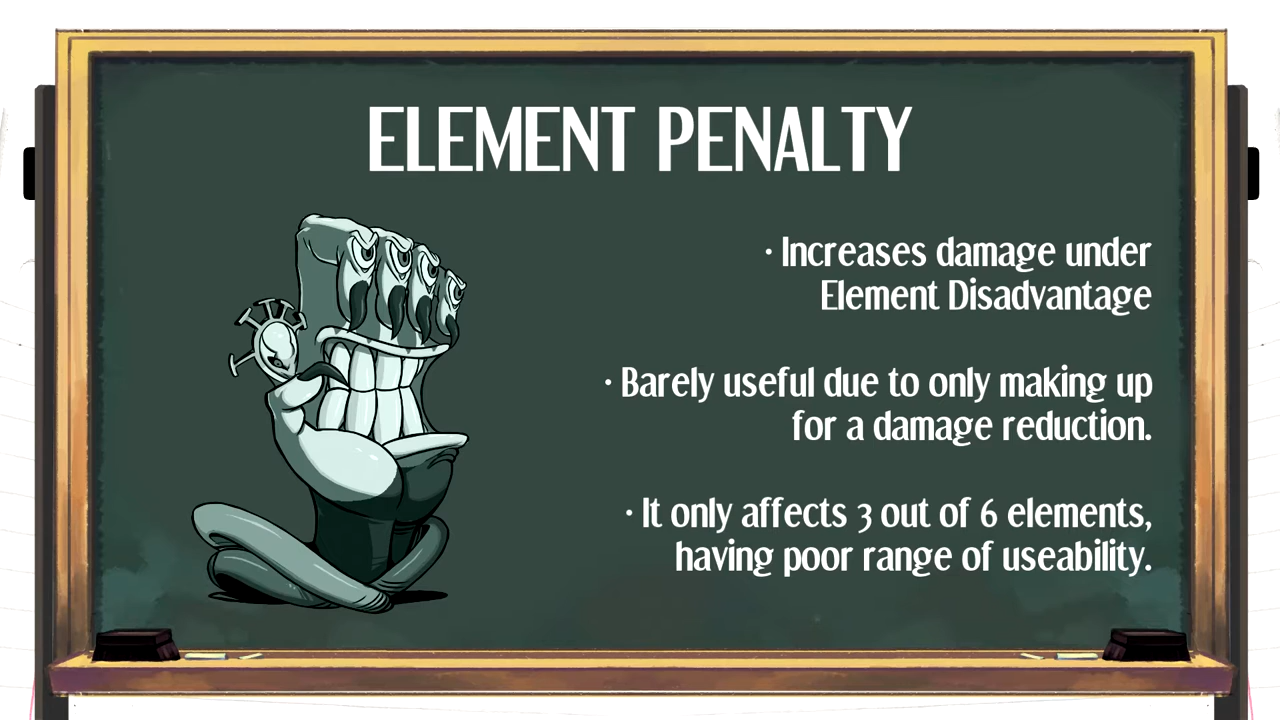 ELEMENT PENALTY
· Increases damage under
Element Disadvantage
· Barely useful due to only making up
for a damage reduction.
· It only affects 3 out of 6 elements,
having poor range of useability.